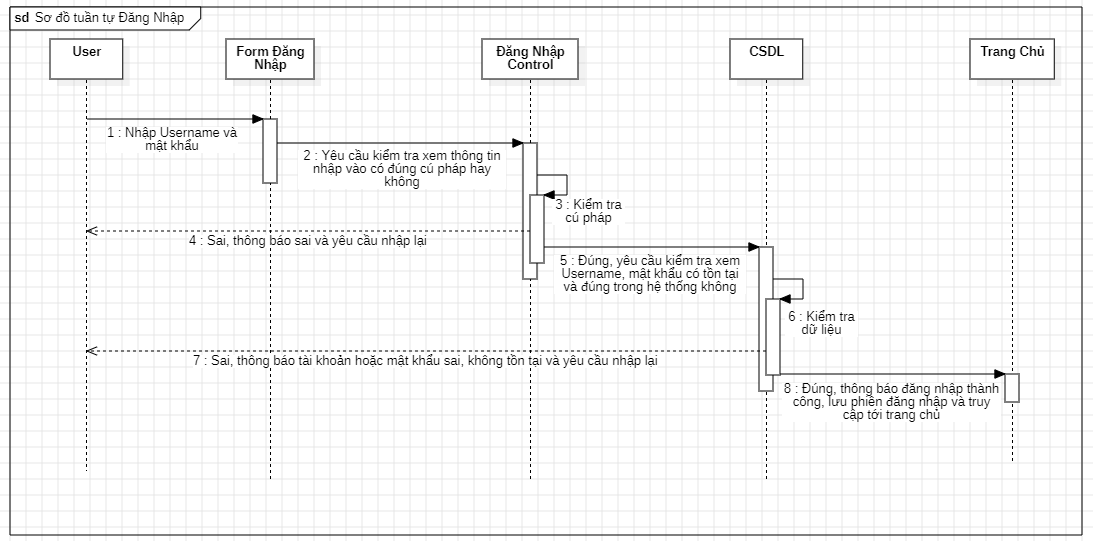 sd Sơ đồ tuần tự Đăng Nhập
User
Form Đăng
Nhập
Đăng Nhập
Control
CSDL
Trang Chủ
1 : Nhập Username và
mật khẩu
2 : Yêu cầu kiểm tra xem thông tin
nhập vào có đúng cú pháp hay
không
3 : Kiểm tra
cú pháp
4 : Sai, thông báo sai và yêu cầu nhập lại
5 : Đúng, yêu cầu kiểm tra xem
Username, mật khẩu có tồn tại
và đúng trong hệ thống không
6 : Kiểm tra
dữ liệu
7 : Sai, thông báo tài khoản hoặc mật khẩu sai, không tồn tại và yêu cầu nhập lại
8 : Đúng, thông báo đăng nhập thành
công, lưu phiên đăng nhập và truy
cập tới trang chủ